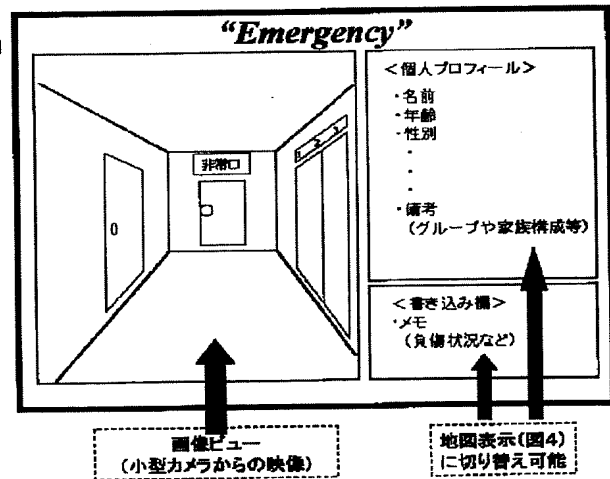 “Emergency”
非常口
1 2 3
＜個人プロフィール＞
・名前
・年齢
・性別
・
・
・
・備考
(グループや家族構成等)
＜書き込み欄＞
・メモ
(負傷状況など)
画像ビュー
(小型カメラからの映像)
地図表示(図4)
に切り替え可能